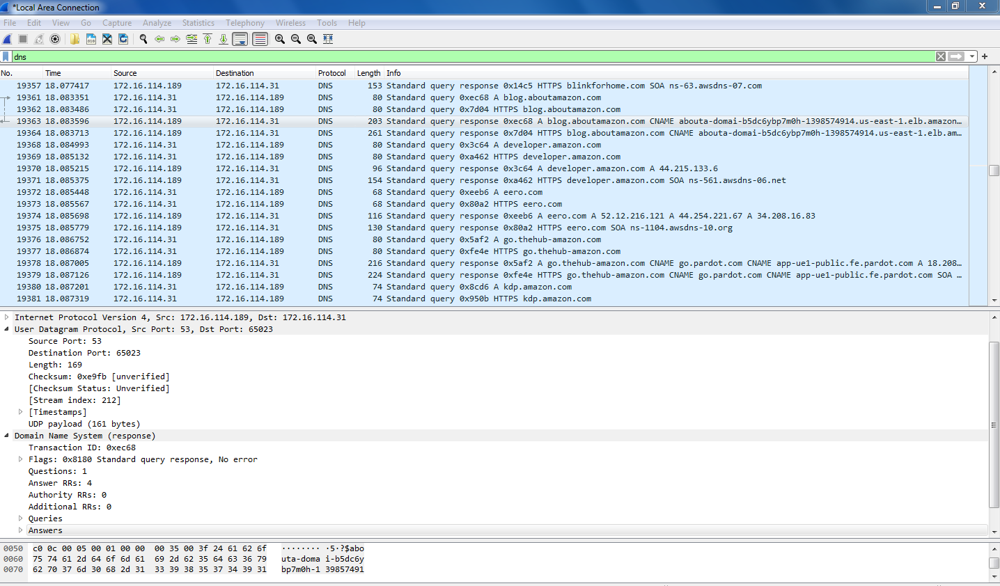 *Local Area Connection
File Edit View Go Capture Analyze Statistics Telephony Wireless Tools Help
dns
No. Time Source Destination Protocol Length Info
19357 18.077417 172.16.114.189 172.16.114.31 DNS 153 Standard query response 0x14c5 HTTPS blinkforhome.com SOA ns-63.awsdns-07.com
19361 18.083351 172.16.114.31 172.16.114.189 DNS 80 Standard query 0xec68 A blog.aboutamazon.com
19362 18.083486 172.16.114.31 172.16.114.189 DNS 80 Standard query 0x7d04 HTTPS blog.aboutamazon.com
19363 18.083596 172.16.114.189 172.16.114.31 DNS 203 Standard query response 0xec68 A blog.aboutamazon.com CNAME abouta-domai-b5dc6ybp7m0h-1398574914.us-east-1.elb.amazon…
19364 18.083713 172.16.114.189 172.16.114.31 DNS 261 Standard query response 0x7d04 HTTPS blog.aboutamazon.com CNAME abouta-domai-b5dc6ybp7m0h-1398574914.us-east-1.elb.am…
19368 18.084993 172.16.114.31 172.16.114.189 DNS 80 Standard query 0x3c64 A developer.amazon.com
19369 18.085132 172.16.114.31 172.16.114.189 DNS 80 Standard query 0xa462 HTTPS developer.amazon.com
19370 18.085215 172.16.114.189 172.16.114.31 DNS 96 Standard query response 0x3c64 A developer.amazon.com A 44.215.133.6
19371 18.085375 172.16.114.189 172.16.114.31 DNS 154 Standard query response 0xa462 HTTPS developer.amazon.com SOA ns-561.awsdns-06.net
19372 18.085448 172.16.114.31 172.16.114.189 DNS 68 Standard query 0xeeb6 A eero.com
19373 18.085567 172.16.114.31 172.16.114.189 DNS 68 Standard query 0x80a2 HTTPS eero.com
19374 18.085698 172.16.114.189 172.16.114.31 DNS 116 Standard query response 0xeeb6 A eero.com A 52.12.216.121 A 44.254.221.67 A 34.208.16.83
19375 18.085779 172.16.114.189 172.16.114.31 DNS 130 Standard query response 0x80a2 HTTPS eero.com SOA ns-1104.awsdns-10.org
19376 18.086752 172.16.114.31 172.16.114.189 DNS 80 Standard query 0x5af2 A go.thehub-amazon.com
19377 18.086874 172.16.114.31 172.16.114.189 DNS 80 Standard query 0xfe4e HTTPS go.thehub-amazon.com
19378 18.087005 172.16.114.189 172.16.114.31 DNS 216 Standard query response 0x5af2 A go.thehub-amazon.com CNAME go.pardot.com CNAME app-ue1-public.fe.pardot.com A 18.208…
19379 18.087126 172.16.114.189 172.16.114.31 DNS 224 Standard query response 0xfe4e HTTPS go.thehub-amazon.com CNAME go.pardot.com CNAME app-ue1-public.fe.pardot.com SOA …
19380 18.087201 172.16.114.31 172.16.114.189 DNS 74 Standard query 0x8cd6 A kdp.amazon.com
19381 18.087319 172.16.114.31 172.16.114.189 DNS 74 Standard query 0x950b HTTPS kdp.amazon.com
Internet Protocol Version 4, Src: 172.16.114.189, Dst: 172.16.114.31
User Datagram Protocol, Src Port: 53, Dst Port: 65023
Source Port: 53
Destination Port: 65023
Length: 169
Checksum: 0xe9fb [unverified]
[Checksum Status: Unverified]
[Stream index: 212]
[Timestamps]
UDP payload (161 bytes)
Domain Name System (response)
Transaction ID: 0xec68
Flags: 0x8180 Standard query response, No error
Questions: 1
Answer RRs: 4
Authority RRs: 0
Additional RRs: 0
Queries
Answers
0050 c0 0c 00 05 00 01 00 00 00 35 00 3f 24 61 62 6f ········ ·5·?$abo
0060 75 74 61 2d 64 6f 6d 61 69 2d 62 35 64 63 36 79 uta-doma i-b5dc6y
0070 62 70 37 6d 30 68 2d 31 33 39 38 35 37 34 39 31 bp7m0h-1 39857491